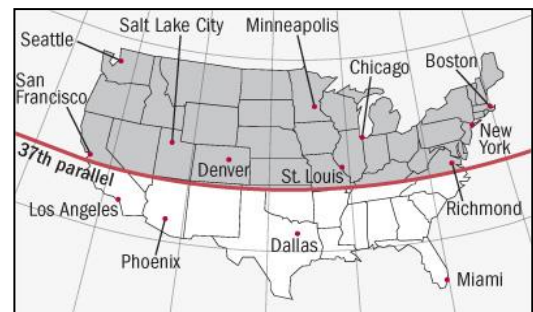 Salt Lake City
Minneapolis
Seattle
Boston
Chicago
San
Francisco
New
York
37th parallel
Denver
St. Louis
Los Angeles
Richmond
Dallas
Phoenix
Miami